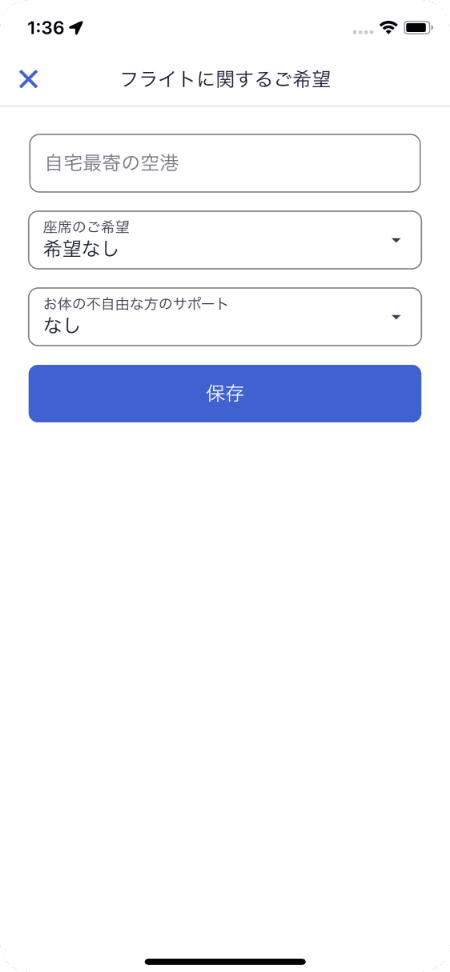 1:36
フライトに関するご希望
自宅最寄の空港
座席のご希望
希望なし
お体の不自由な方のサポート
なし
保存